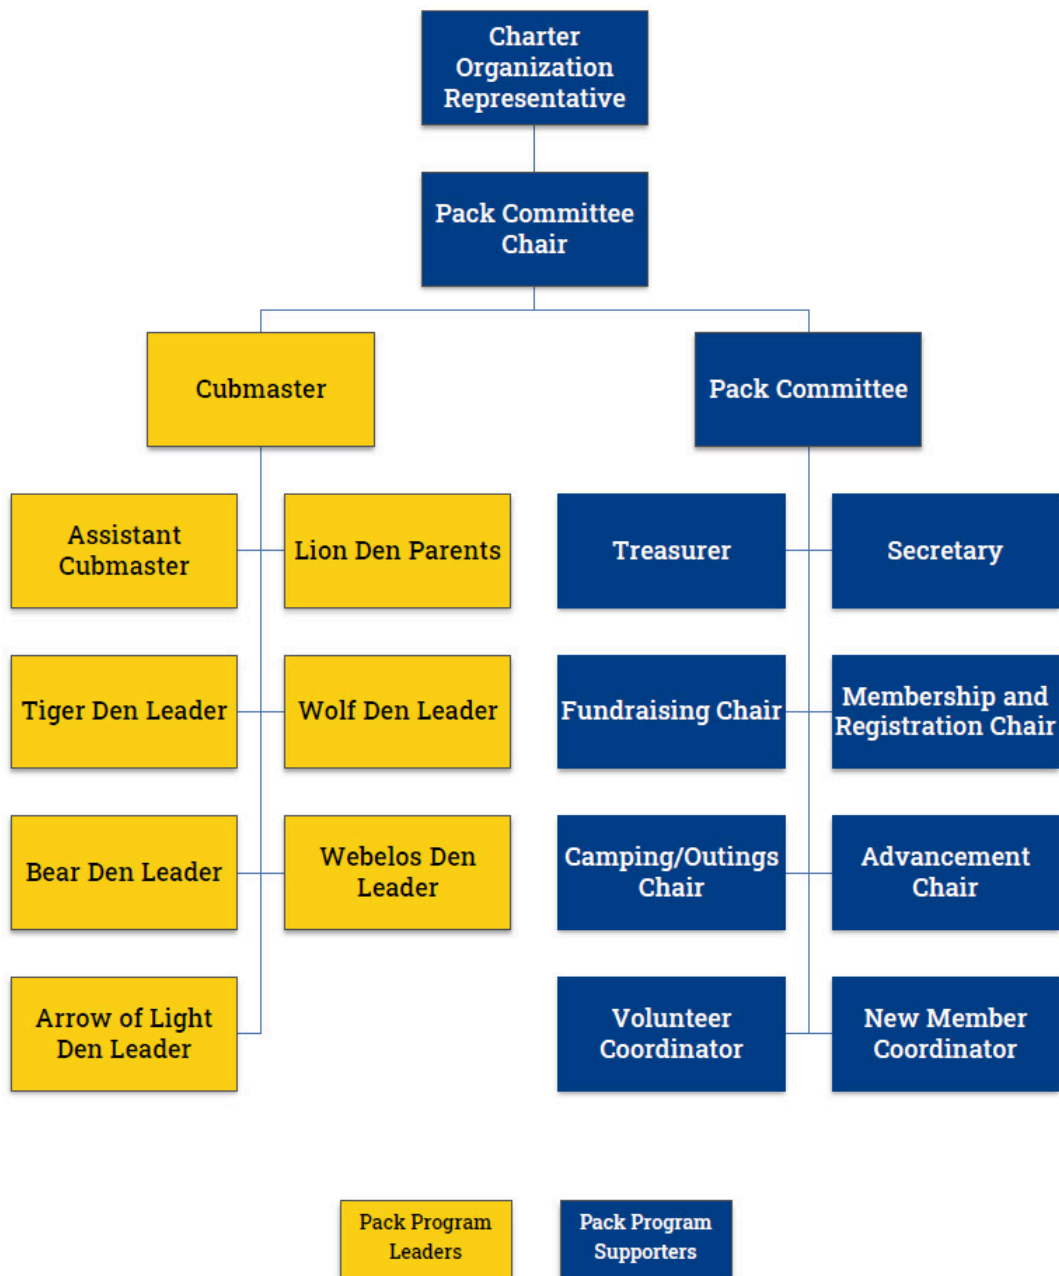 Charter
Organization
Representative
Pack Committee
Chair
Cubmaster
Pack Committee
Assistant
Cubmaster
Lion Den Parents
Treasurer
Secretary
Tiger Den Leader
Wolf Den Leader
Fundraising Chair
Membership and
Registration Chair
Bear Den Leader
Webelos Den
Leader
Camping/Outings
Chair
Advancement
Chair
Arrow of Light
Den Leader
Volunteer
Coordinator
New Member
Coordinator
Pack Program
Leaders
Pack Program
Supporters